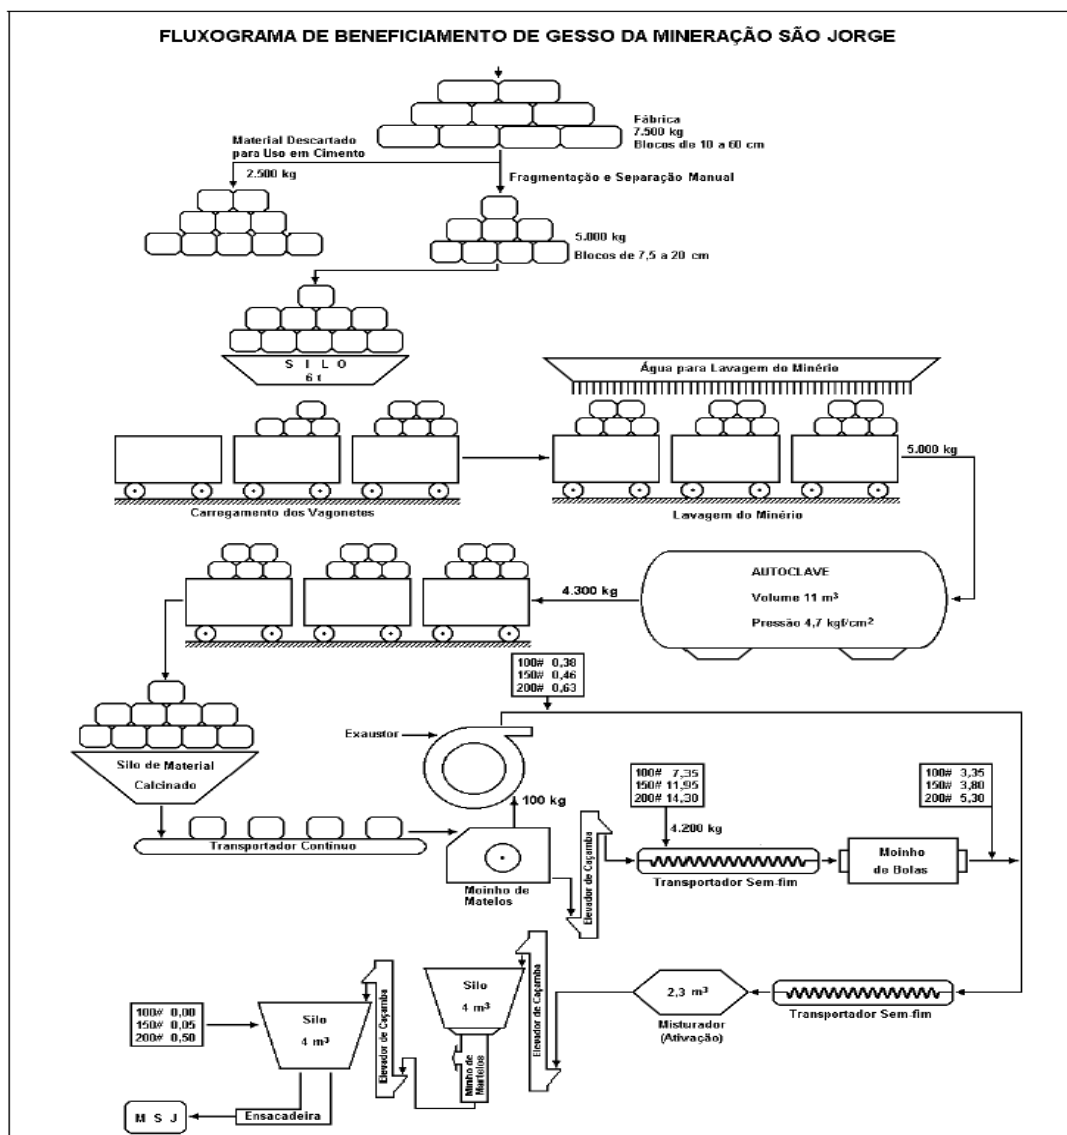 FLUXOGRAMA DE BENEFICIAMENTO DE GESSO DA MINERAÇÃO SÃO JORGE
Fábrica
7.500 kg
Blocos de 10 a 60 cm
Material Descartado
para Uso em Cimento
2.500 kg
Fragmentação e Separação Manual
5.000 kg
Blocos de 7,5 a 20 cm
S I L O
6 t
Água para Lavagem do Minério
5.000 kg
Carregamento dos Vagonetes
Lavagem do Minério
AUTOCLAVE
Volume 11 m³
Pressão 4,7 kgf/cm²
4.300 kg
100# 0,38
150# 0,46
200# 0,63
Exaustor
Silo de Material
Calcinado
100 kg
100# 7,35
150# 11,95
200# 14,30
100# 3,35
150# 3,80
200# 5,30
4.200 kg
Transportador Contínuo
Moinho de
Matelos
Elevador de Caçamba
Transportador Sem-fim
Moinho
de Bolas
Silo
4 m³
Elevador de Caçamba
2,3 m³
Misturador
(Ativação)
Transportador Sem-fim
100# 0,00
150# 0,05
200# 0,50
Silo
4 m³
Elevador de Caçamba
Minho de
Martelos
M S J
Ensacadeira